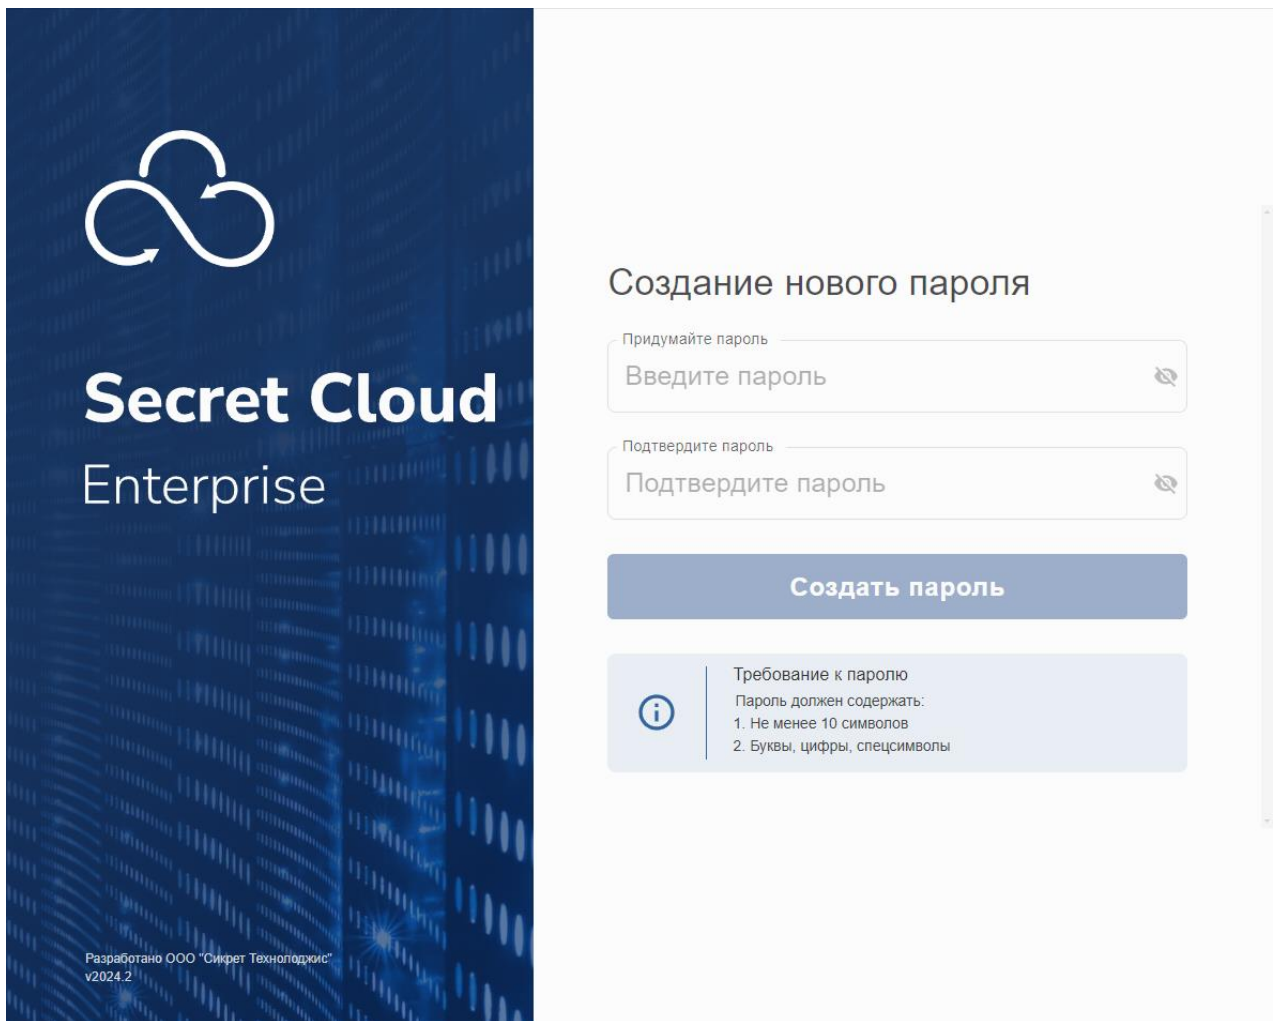 Secret Cloud
Enterprise
Разработано ООО "Сикрет Технолоджис"
v2024.2
Создание нового пароля
Придумайте пароль
Введите пароль
Подтвердите пароль
Подтвердите пароль
Создать пароль
Требование к паролю
Пароль должен содержать:
1. Не менее 10 символов
2. Буквы, цифры, спецсимволы